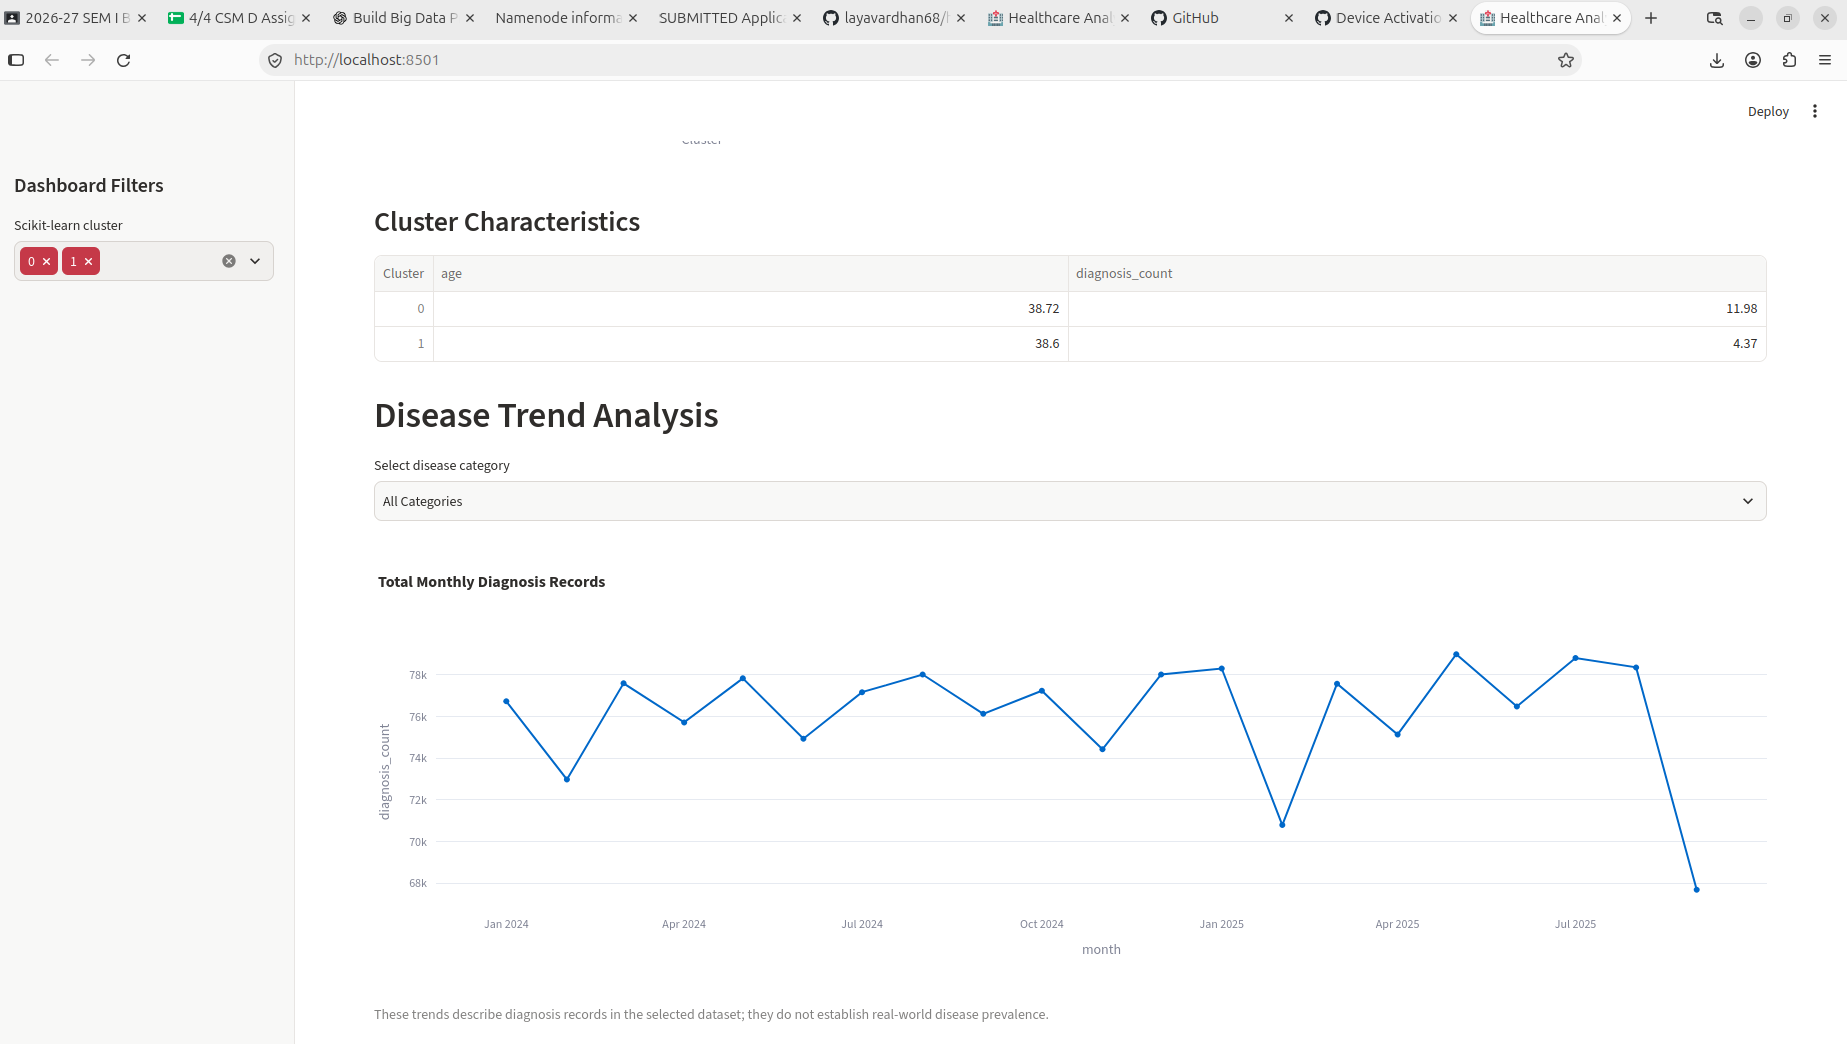 2026-27 SEM I B
4/4 CSM D Assig
Build Big Data P
Namenode informa
SUBMITTED Applica
layavardhan68/h
Healthcare Anal
GitHub
Device Activatio
Healthcare Anal
http://localhost:8501
Deploy
Cluster
Dashboard Filters
Scikit-learn cluster
0 1
Cluster Characteristics
Cluster age diagnosis_count
0 38.72 11.98
1 38.6 4.37
Disease Trend Analysis
Select disease category
All Categories
Total Monthly Diagnosis Records
78k
76k
74k
72k
70k
68k
diagnosis_count
Jan 2024 Apr 2024 Jul 2024 Oct 2024 Jan 2025 Apr 2025 Jul 2025
month
These trends describe diagnosis records in the selected dataset; they do not establish real-world disease prevalence.